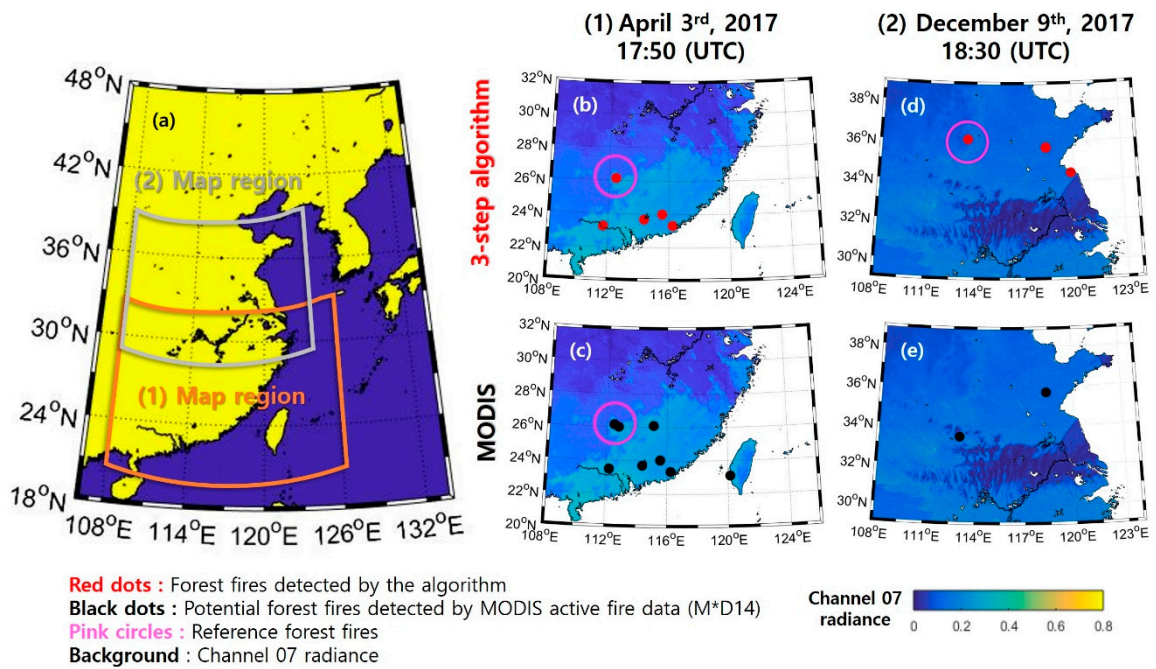 (1) April 3rd, 2017
17:50 (UTC)
(2) December 9th, 2017
18:30 (UTC)
48°N
42°N
36°N
30°N
24°N
18°N
108°E 114°E 120°E 126°E 132°E
(a)
(2) Map region
(1) Map region
3-step algorithm
32°N
30°N
28°N
26°N
24°N
22°N
20°N
108°E 112°E 116°E 120°E 124°E
(b)
38°N
36°N
34°N
32°N
30°N
108°E 111°E 114°E 117°E 120°E 123°E
(d)
MODIS
32°N
30°N
28°N
26°N
24°N
22°N
20°N
108°E 112°E 116°E 120°E 124°E
(c)
38°N
36°N
34°N
32°N
30°N
108°E 111°E 114°E 117°E 120°E 123°E
(e)
Red dots : Forest fires detected by the algorithm
Black dots : Potential forest fires detected by MODIS active fire data (M*D14)
Pink circles : Reference forest fires
Background : Channel 07 radiance
Channel 07
radiance
0 0.2 0.4 0.6 0.8